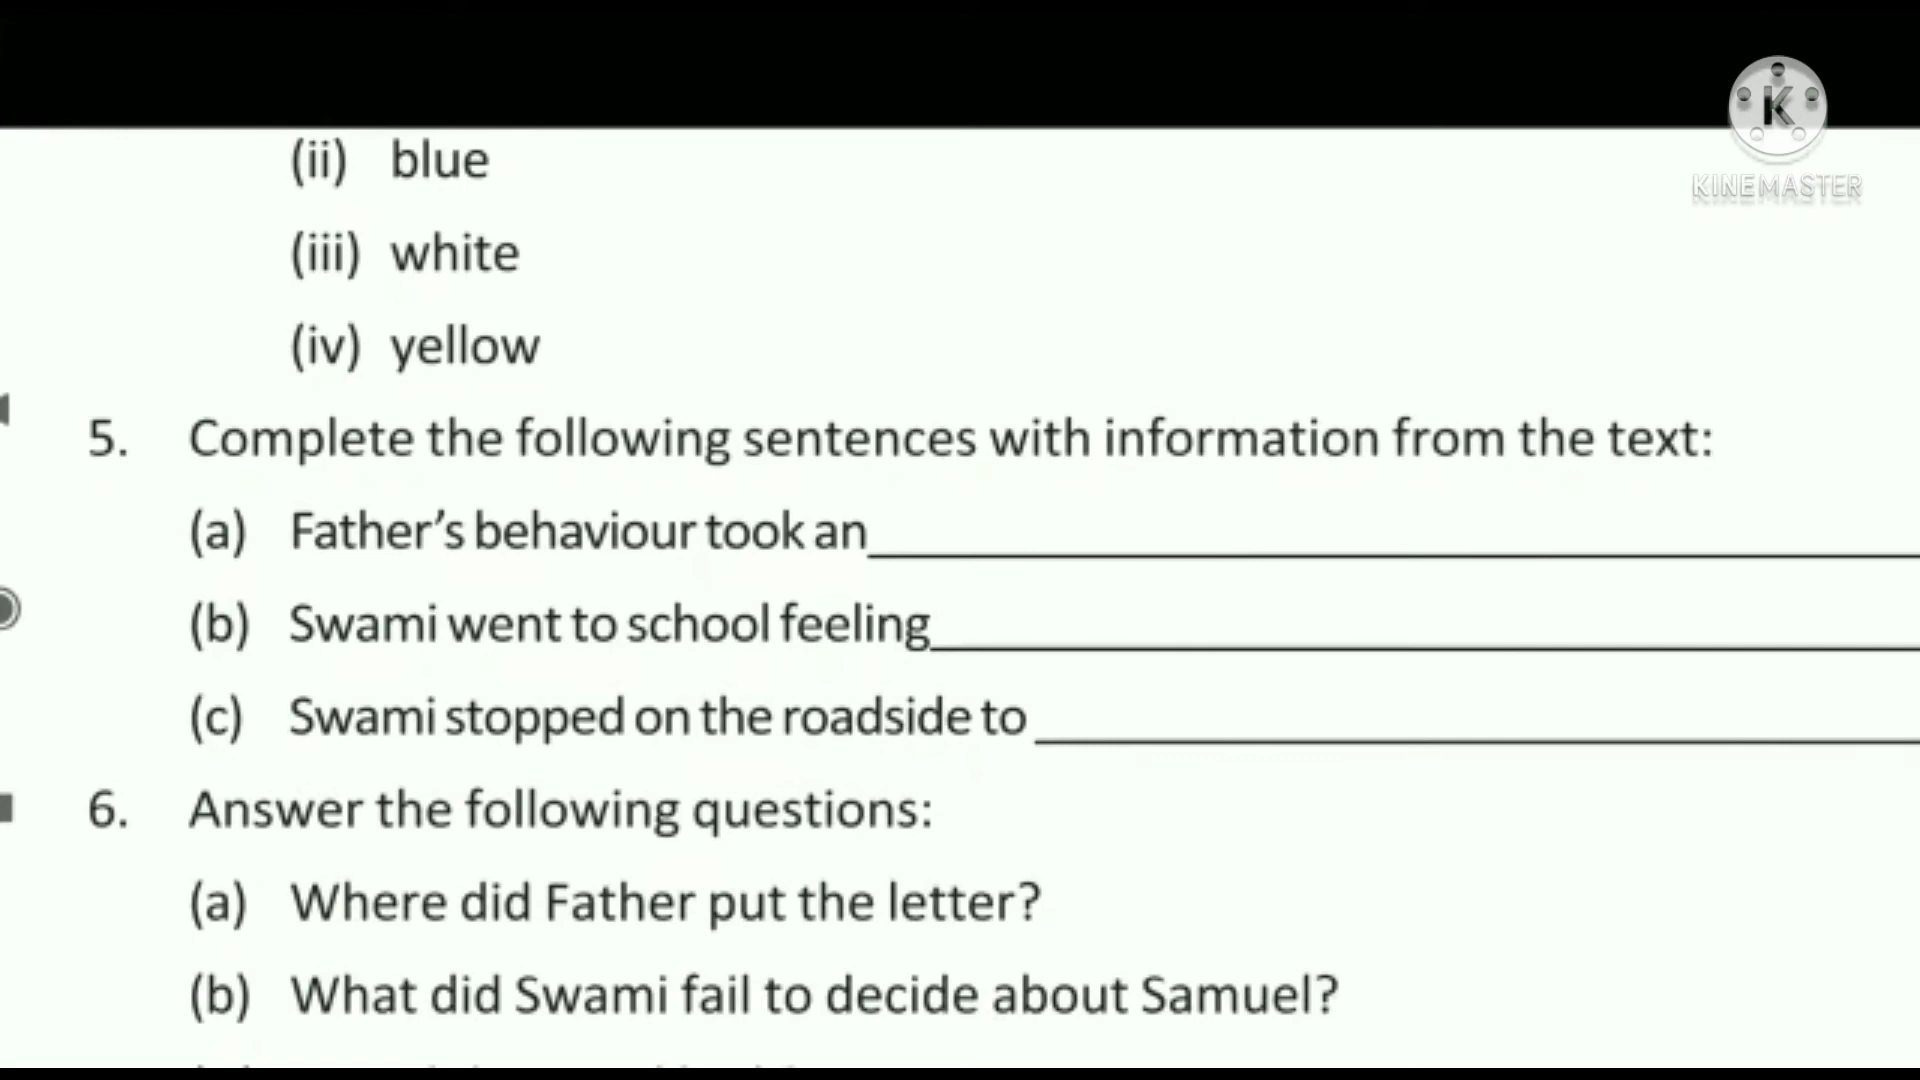 KINEMASTER
(ii) blue
(iii) white
(iv) yellow
5. Complete the following sentences with information from the text:
(a) Father’s behaviour took an
(b) Swami went to school feeling
(c) Swami stopped on the roadside to
6. Answer the following questions:
(a) Where did Father put the letter?
(b) What did Swami fail to decide about Samuel?